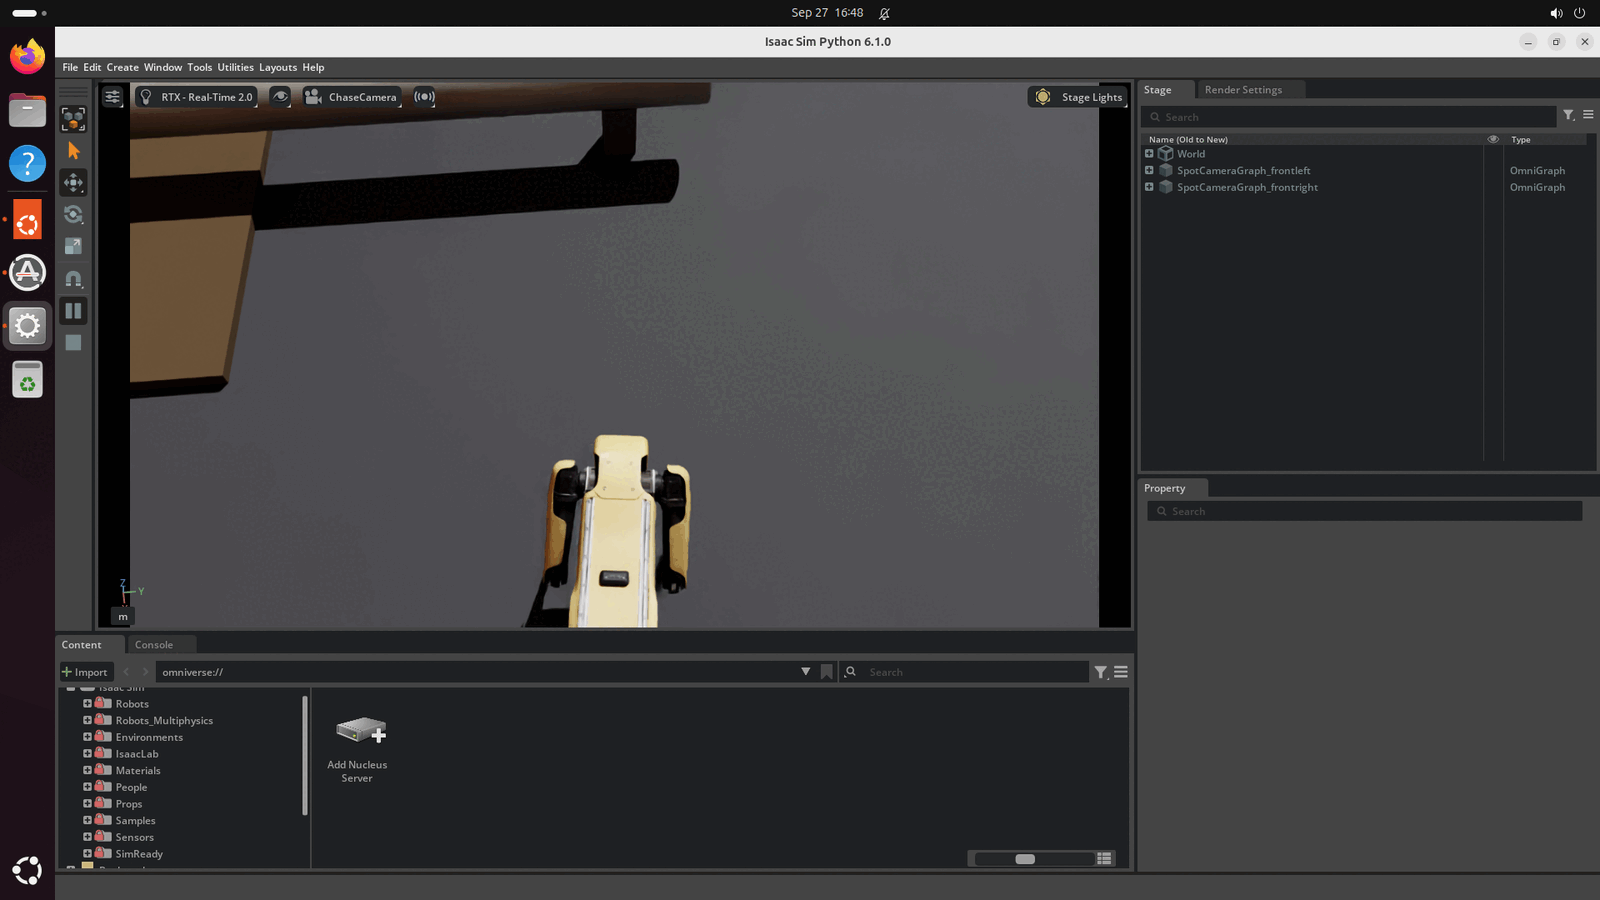 Sep 27 16:48
Isaac Sim Python 6.1.0
File Edit Create Window Tools Utilities Layouts Help
RTX - Real-Time 2.0
ChaseCamera
Stage Lights
Z
Y
m
Stage
Render Settings
Search
Name (Old to New)
Type
World
SpotCameraGraph_frontleft
OmniGraph
SpotCameraGraph_frontright
OmniGraph
Property
Search
Content
Console
Import
omniverse://
Search
Isaac Sim
Robots
Robots_Multiphysics
Environments
IsaacLab
Materials
People
Props
Samples
Sensors
SimReady
Add Nucleus
Server